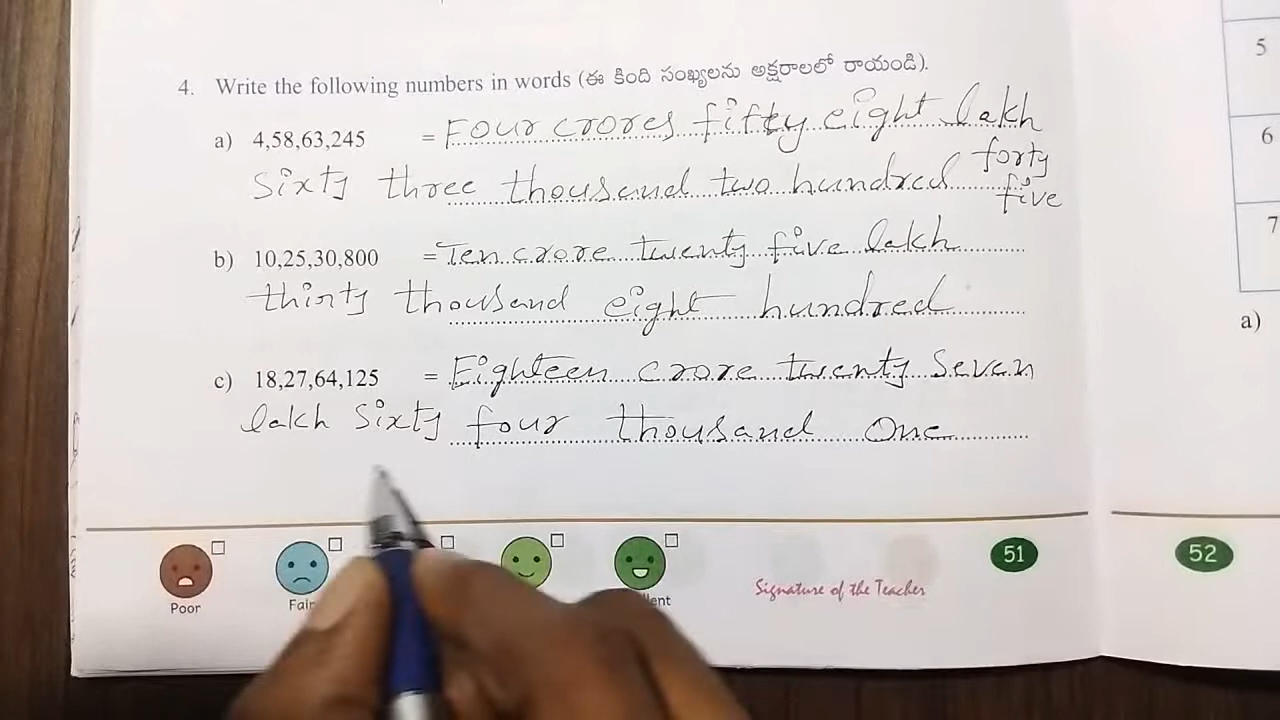 4. Write the following numbers in words (ఈ కింది సంఖ్యలను అక్షరాలలో రాయండి).
a) 4,58,63,245 = Four crores fifty eight lakh
sixty three thousand two hundred forty
five
b) 10,25,30,800 = Ten crore twenty five lakh
thirty thousand eight hundred
c) 18,27,64,125 = Eighteen crore twenty seven
lakh sixty four thousand One
Poor
Signature of the Teacher
51
52
5
6
7
a)